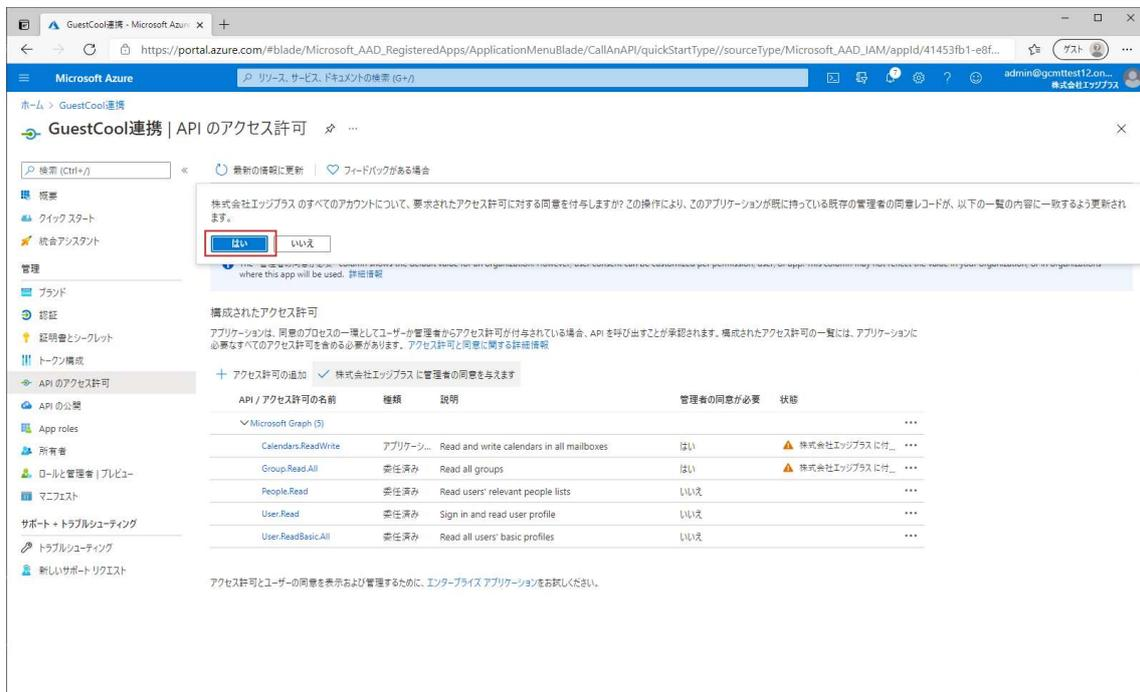 GuestCool連携 - Microsoft Azur
https://portal.azure.com/#blade/Microsoft_AAD_RegisteredApps/ApplicationMenuBlade/CallAnAPI/quickStartType//sourceType/Microsoft_AAD_IAM/appId/41453fb1-e8f...
ゲスト
Microsoft Azure
リソース、サービス、ドキュメントの検索 (G+/)
7
admin@gcmttest12.on...
株式会社エッジプラス
ホーム > GuestCool連携
GuestCool連携 | API のアクセス許可
検索 (Ctrl+/)
«
最新の情報に更新
フィードバックがある場合
株式会社エッジプラス のすべてのアカウントについて、要求されたアクセス許可に対する同意を付与しますか? この操作により、このアプリケーションが既に持っている既存の管理者の同意レコードが、以下の一覧の内容に一致するよう更新され
ます。
はい
いいえ
where this app will be used. 詳細情報
概要
クイック スタート
統合アシスタント
管理
ブランド
認証
証明書とシークレット
トークン構成
API のアクセス許可
API の公開
App roles
所有者
ロールと管理者 | プレビュー
マニフェスト
サポート + トラブルシューティング
トラブルシューティング
新しいサポート リクエスト
構成されたアクセス許可
アプリケーションは、同意のプロセスの一環としてユーザーか管理者からアクセス許可が付与されている場合、API を呼び出すことが承認されます。構成されたアクセス許可の一覧には、アプリケーションに
必要なすべてのアクセス許可を含める必要があります。アクセス許可と同意に関する詳細情報
アクセス許可の追加
株式会社エッジプラス に管理者の同意を与えます
API / アクセス許可の名前 種類 説明 管理者の同意が必要 状態
Microsoft Graph (5) ...
Calendars.ReadWrite アプリケーシ... Read and write calendars in all mailboxes はい 株式会社エッジプラス に付... ...
Group.Read.All 委任済み Read all groups はい 株式会社エッジプラス に付... ...
People.Read 委任済み Read users' relevant people lists いいえ ...
User.Read 委任済み Sign in and read user profile いいえ ...
User.ReadBasic.All 委任済み Read all users' basic profiles いいえ ...
アクセス許可とユーザーの同意を表示および管理するために、エンタープライズ アプリケーションをお試しください。